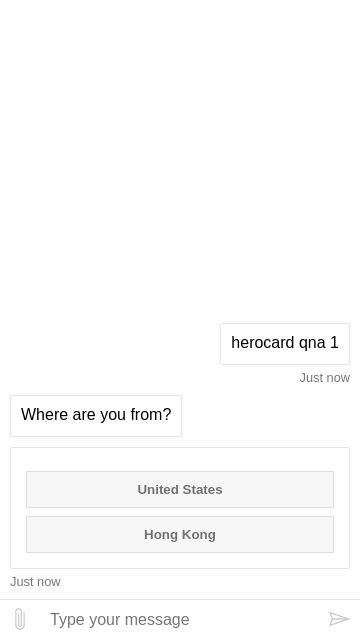 herocard qna 1
Just now
Where are you from?
United States
Hong Kong
Just now
Type your message